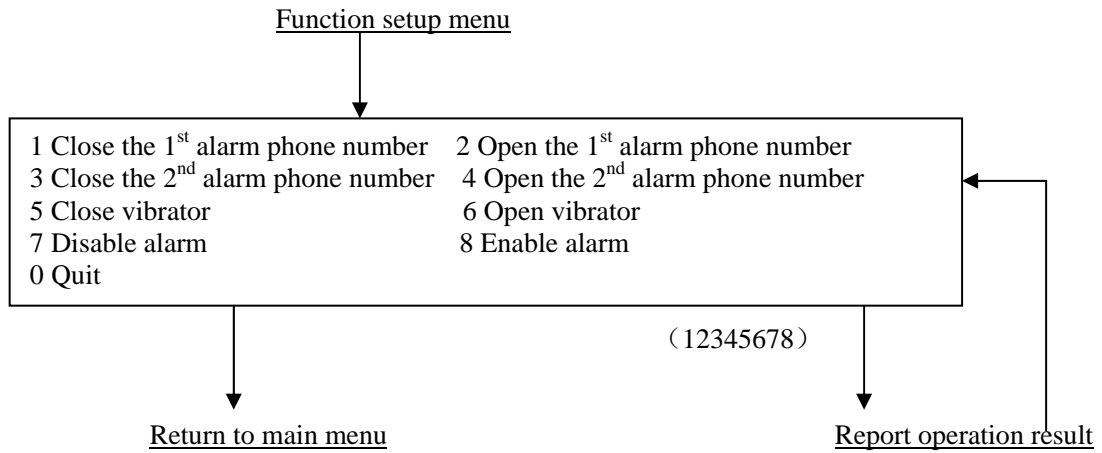 Function setup menu
1 Close the 1st alarm phone number 2 Open the 1st alarm phone number
3 Close the 2nd alarm phone number 4 Open the 2nd alarm phone number
5 Close vibrator 6 Open vibrator
7 Disable alarm 8 Enable alarm
0 Quit
（12345678）
Return to main menu Report operation result